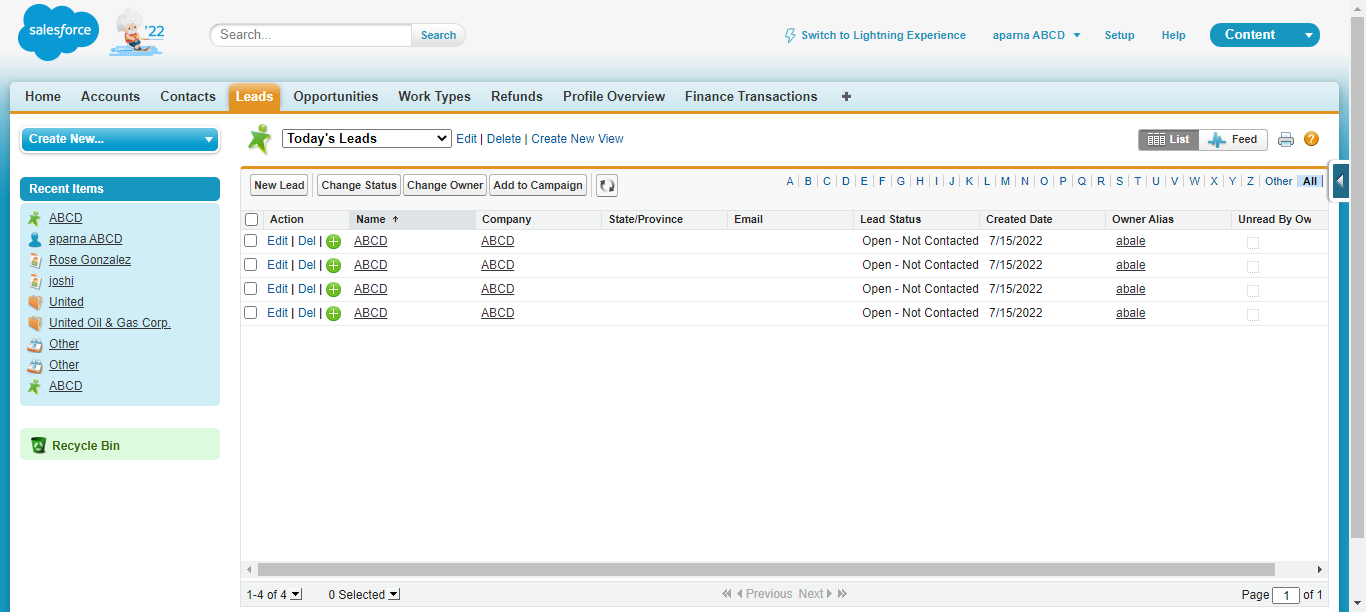 salesforce '22 Search... Search Switch to Lightning Experience aparna ABCD Setup Help Content
Home Accounts Contacts Leads Opportunities Work Types Refunds Profile Overview Finance Transactions +
Create New...
Recent Items
ABCD
aparna ABCD
Rose Gonzalez
joshi
United
United Oil & Gas Corp.
Other
Other
ABCD
Recycle Bin
Today's Leads Edit | Delete | Create New View List Feed ?
New Lead Change Status Change Owner Add to Campaign A | B | C | D | E | F | G | H | I | J | K | L | M | N | O | P | Q | R | S | T | U | V | W | X | Y | Z | Other | All |
Action Name Company State/Province Email Lead Status Created Date Owner Alias Unread By Ow
Edit | Del | ABCD ABCD Open - Not Contacted 7/15/2022 abale
Edit | Del | ABCD ABCD Open - Not Contacted 7/15/2022 abale
Edit | Del | ABCD ABCD Open - Not Contacted 7/15/2022 abale
Edit | Del | ABCD ABCD Open - Not Contacted 7/15/2022 abale
1-4 of 4 0 Selected Previous Next Page 1 of 1